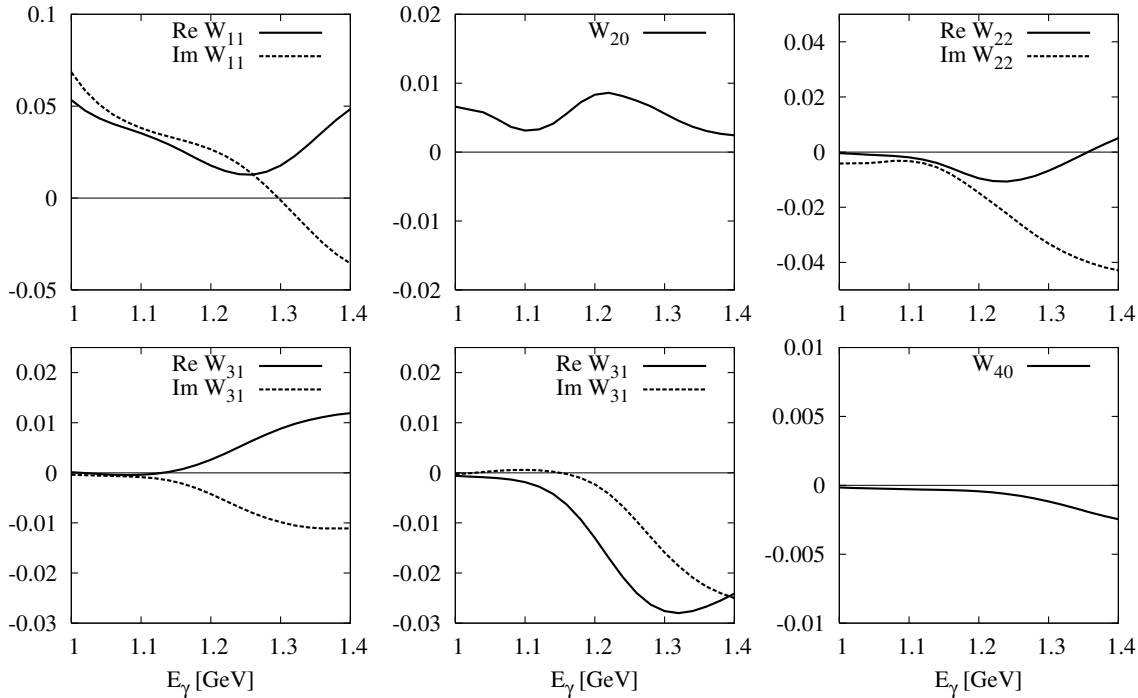 0.1
0.05
0
-0.05
1 1.1 1.2 1.3 1.4
Re W11
Im W11
0.02
0.01
0
-0.01
-0.02
1 1.1 1.2 1.3 1.4
W20
0.04
0.02
0
-0.02
-0.04
1 1.1 1.2 1.3 1.4
Re W22
Im W22
0.02
0.01
0
-0.01
-0.02
-0.03
1 1.1 1.2 1.3 1.4
Re W31
Im W31
Eγ [GeV]
0.02
0.01
0
-0.01
-0.02
-0.03
1 1.1 1.2 1.3 1.4
Re W31
Im W31
Eγ [GeV]
0.01
0.005
0
-0.005
-0.01
1 1.1 1.2 1.3 1.4
W40
Eγ [GeV]